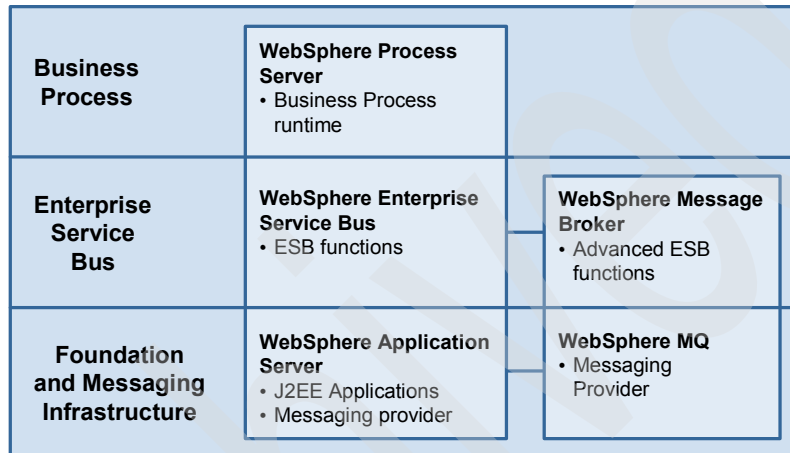 Business
Process
WebSphere Process
Server
• Business Process
runtime
Enterprise
Service
Bus
WebSphere Enterprise
Service Bus
• ESB functions
WebSphere Message
Broker
• Advanced ESB
functions
Foundation
and Messaging
Infrastructure
WebSphere Application
Server
• J2EE Applications
• Messaging provider
WebSphere MQ
• Messaging
Provider